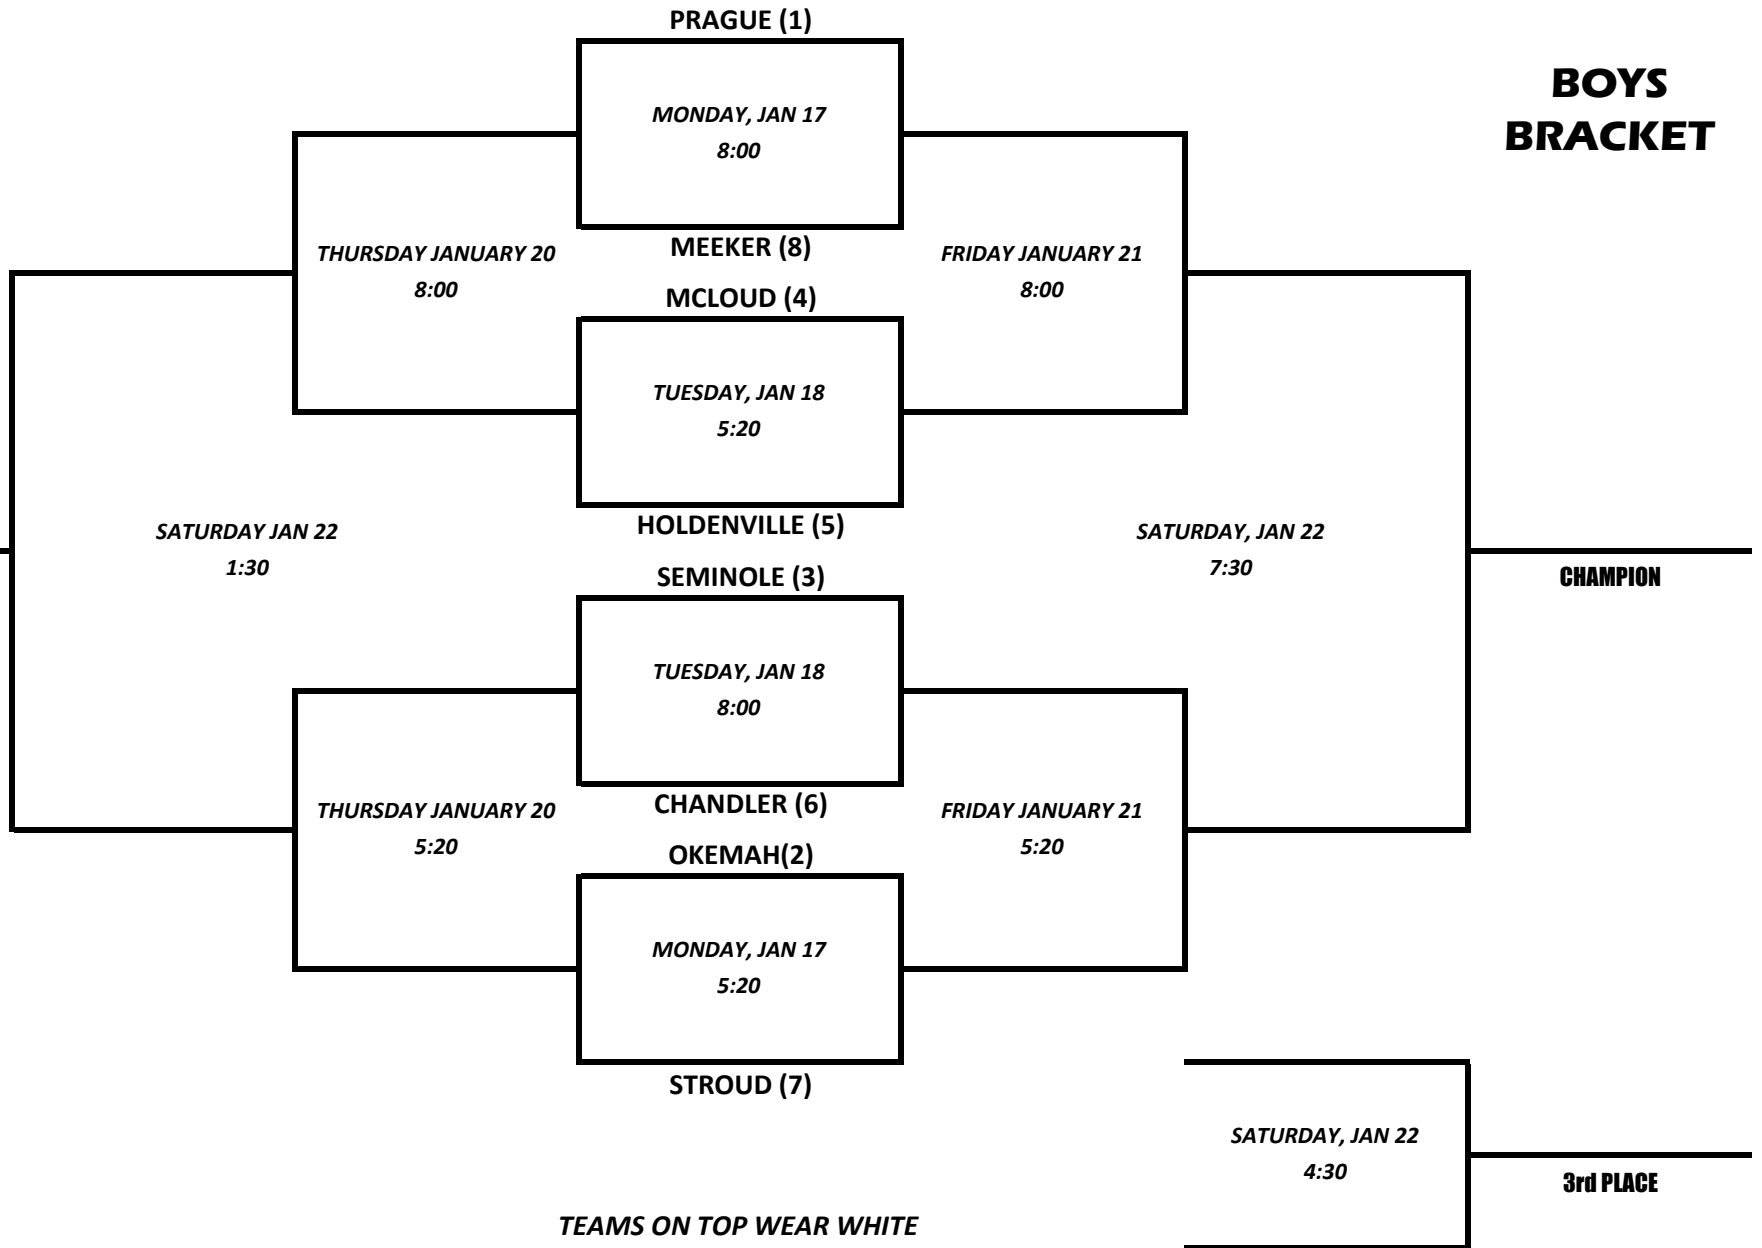 PRAGUE (1)
BOYS
BRACKET
MONDAY, JAN 17
8:00
THURSDAY JANUARY 20
8:00
MEEKER (8)
FRIDAY JANUARY 21
8:00
MCLOUD (4)
TUESDAY, JAN 18
5:20
SATURDAY JAN 22
1:30
HOLDENVILLE (5)
SATURDAY, JAN 22
7:30
SEMINOLE (3)
CHAMPION
TUESDAY, JAN 18
8:00
THURSDAY JANUARY 20
5:20
CHANDLER (6)
FRIDAY JANUARY 21
5:20
OKEMAH(2)
MONDAY, JAN 17
5:20
STROUD (7)
SATURDAY, JAN 22
4:30
3rd PLACE
TEAMS ON TOP WEAR WHITE